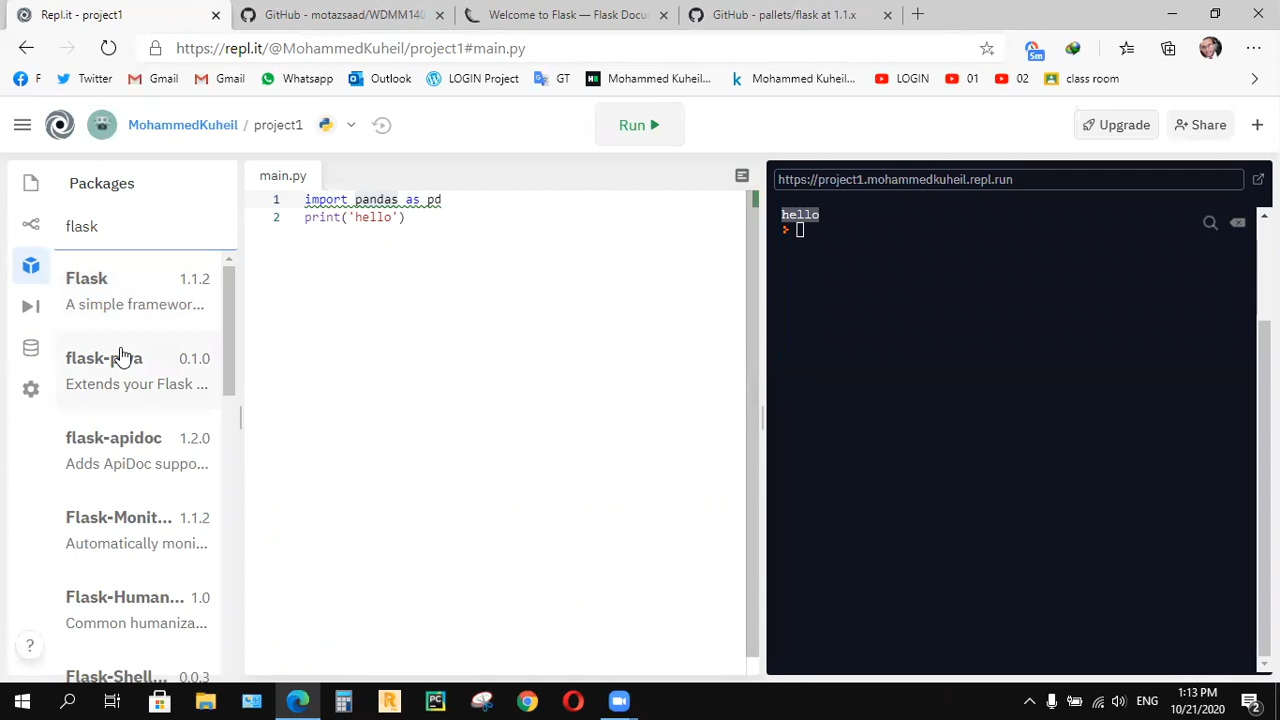 Repl.it - project1
GitHub - motazsaad/WDMM140
Welcome to Flask — Flask Docu
GitHub - pallets/flask at 1.1.x
https://repl.it/@MohammedKuheil/project1#main.py
5m
F
Twitter
Gmail
Gmail
Whatsapp
Outlook
LOGIN Project
GT
Mohammed Kuheil...
Mohammed Kuheil...
LOGIN
01
02
class room
MohammedKuheil / project1
Run
Upgrade
Share
Packages
flask
Flask 1.1.2
A simple framewor...
0.1.0
Extends your Flask ...
flask-apidoc 1.2.0
Adds ApiDoc suppo...
Flask-Monit... 1.1.2
Automatically moni...
Flask-Human... 1.0
Common humaniza...
Flask-Shell... 0.0.3
?
main.py
1 import pandas as pd
2 print('hello')
https://project1.mohammedkuheil.repl.run
hello
ENG
1:13 PM
10/21/2020
2